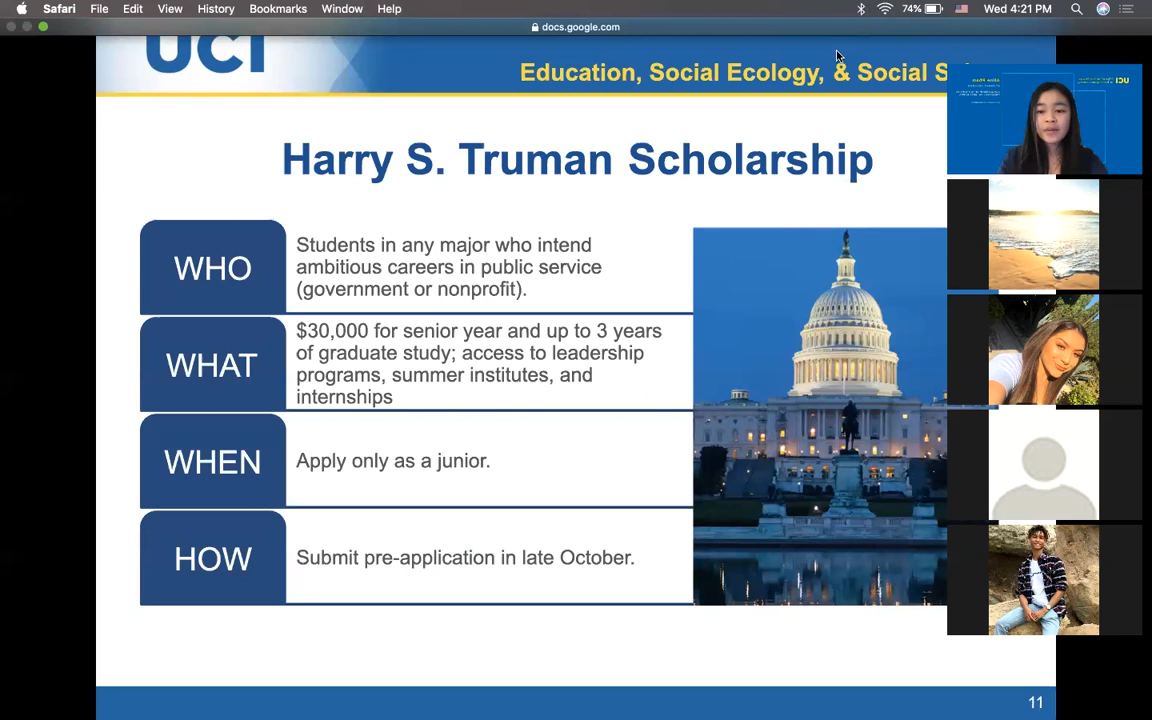 Safari File Edit View History Bookmarks Window Help 74% Wed 4:21 PM
docs.google.com
UCI
Education, Social Ecology, & Social S
Harry S. Truman Scholarship
WHO
Students in any major who intend
ambitious careers in public service
(government or nonprofit).
WHAT
$30,000 for senior year and up to 3 years
of graduate study; access to leadership
programs, summer institutes, and
internships
WHEN
Apply only as a junior.
HOW
Submit pre-application in late October.
11
UCI